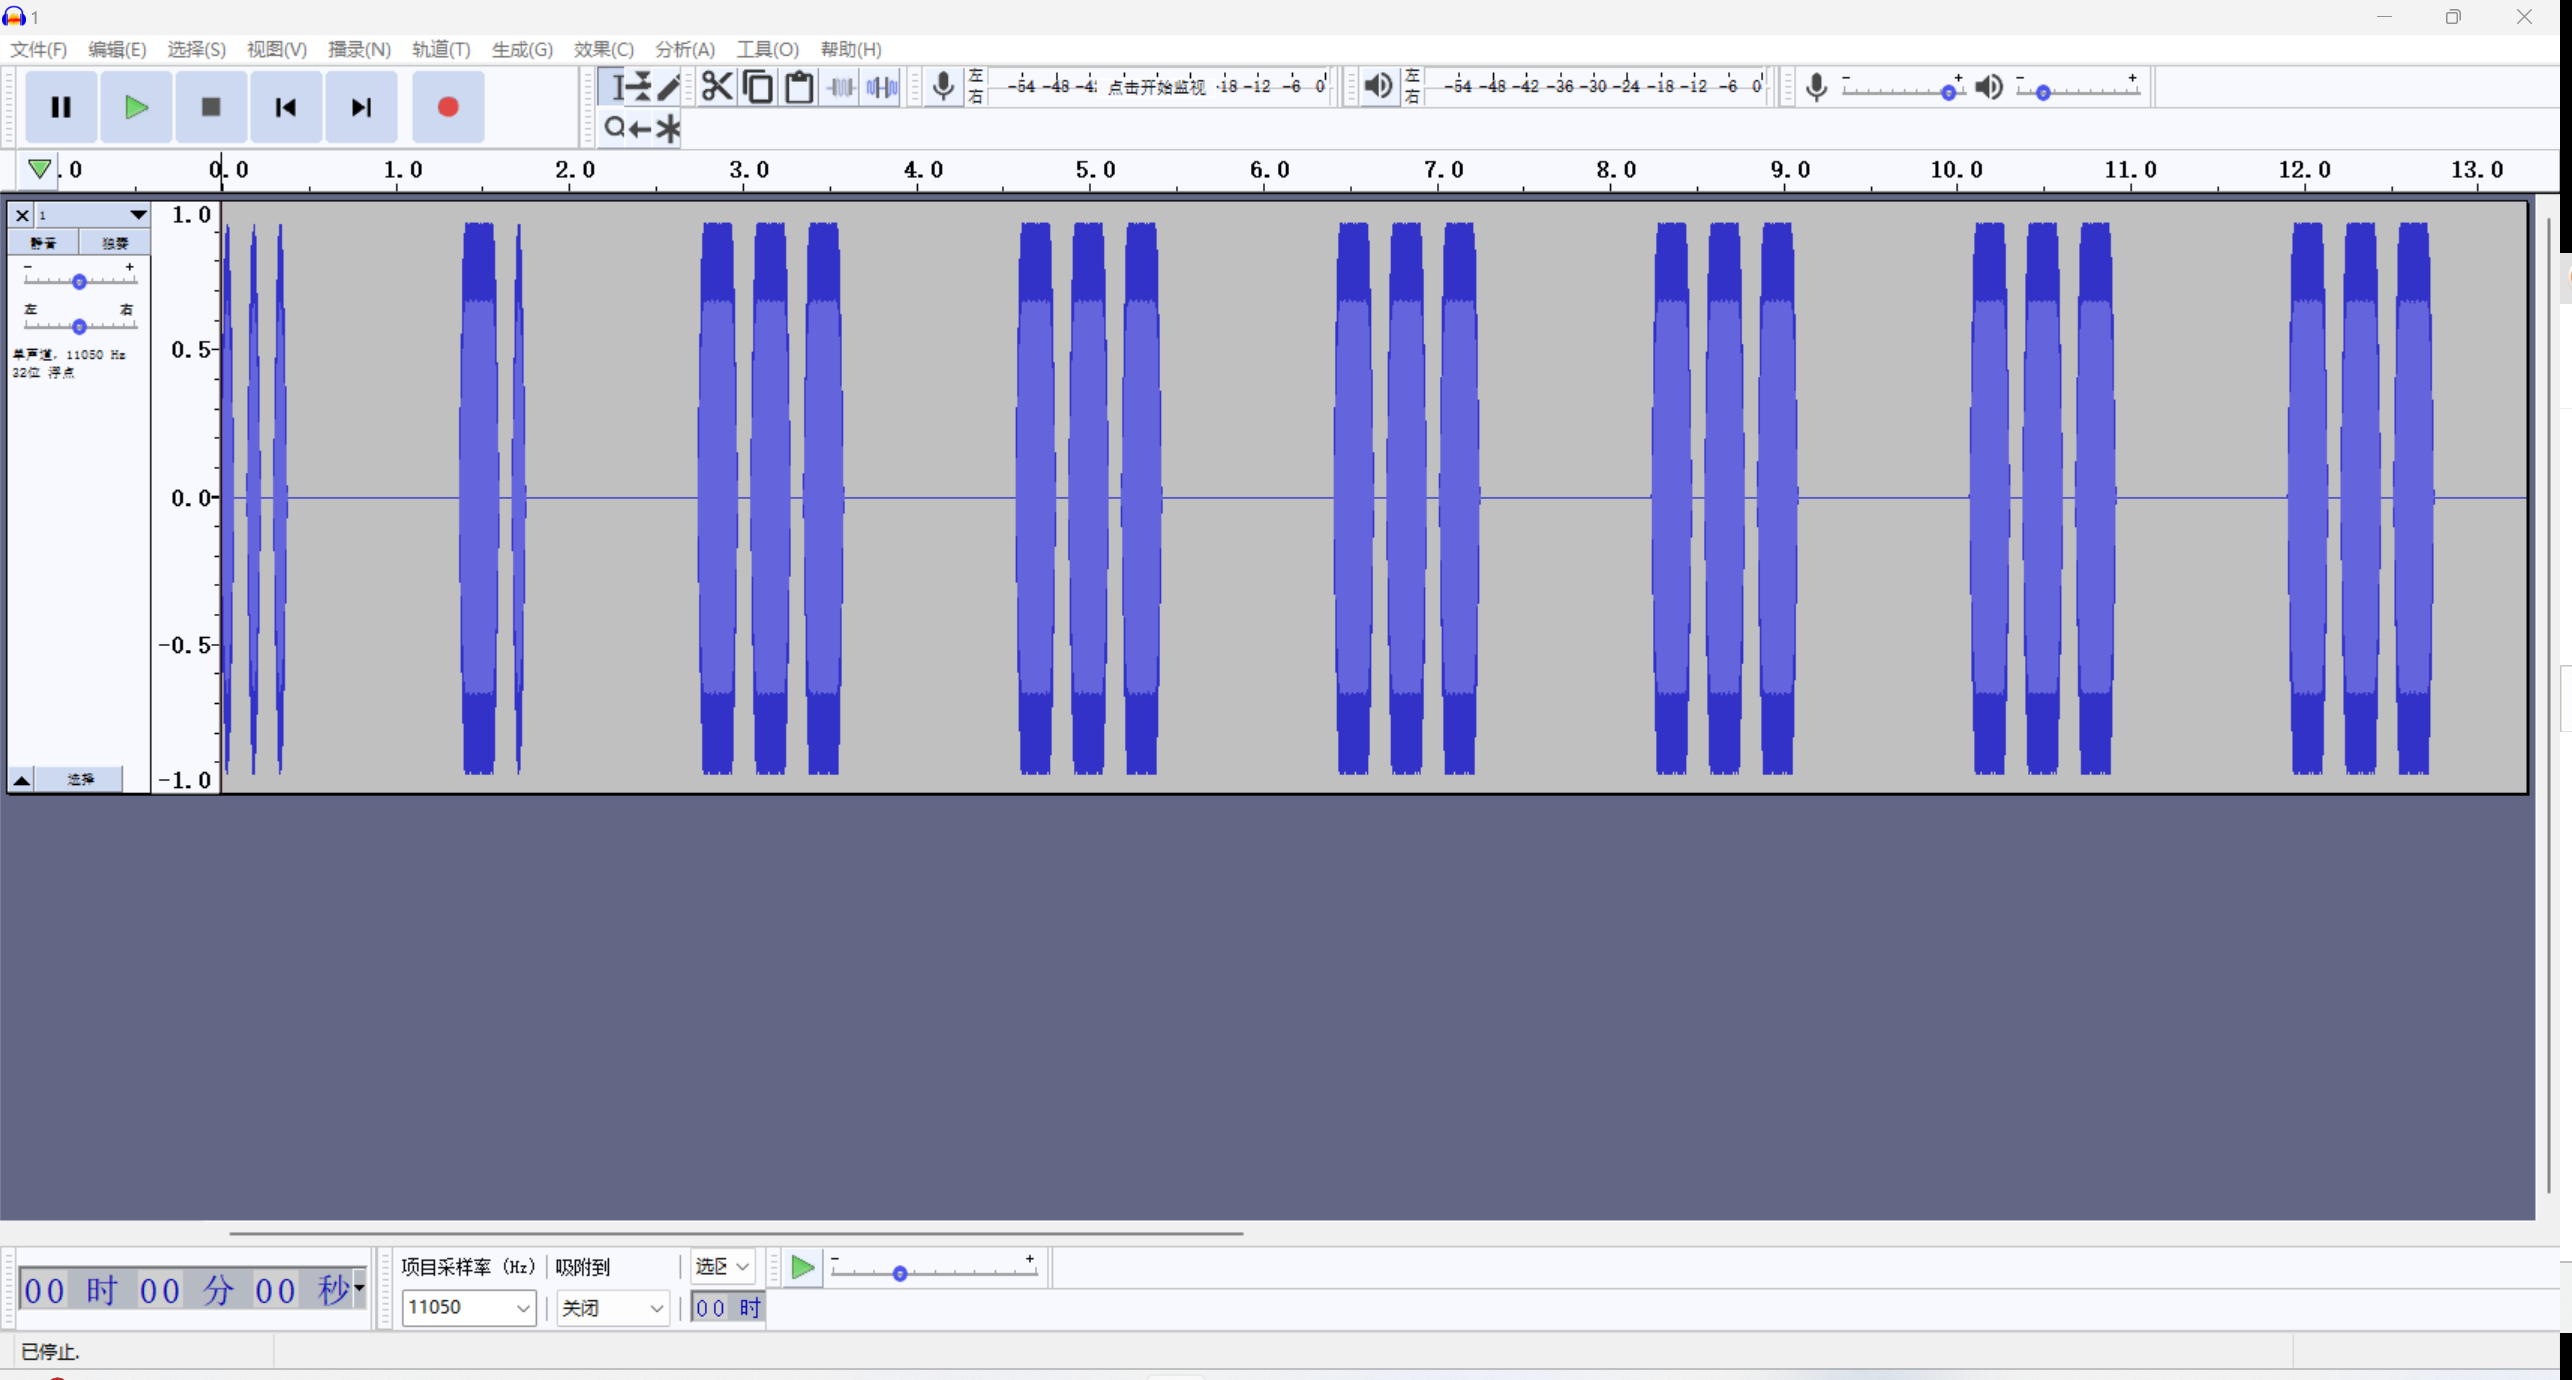 1
文件(F) 编辑(E) 选择(S) 视图(V) 播录(N) 轨道(T) 生成(G) 效果(C) 分析(A) 工具(O) 帮助(H)
左 -54 -48 -4 点击开始监视 -18 -12 -6 0
右
左 -54 -48 -42 -36 -30 -24 -18 -12 -6 0
右
- +
- +
.0 0.0 1.0 2.0 3.0 4.0 5.0 6.0 7.0 8.0 9.0 10.0 11.0 12.0 13.0
1
静音 独奏
- +
左 右
单声道, 11050 Hz
32位 浮点
选择
1.0
0.5
0.0
-0.5
-1.0
00 时 00 分 00 秒
项目采样率 (Hz) 吸附到 选区
11050 关闭 00 时
- +
已停止.